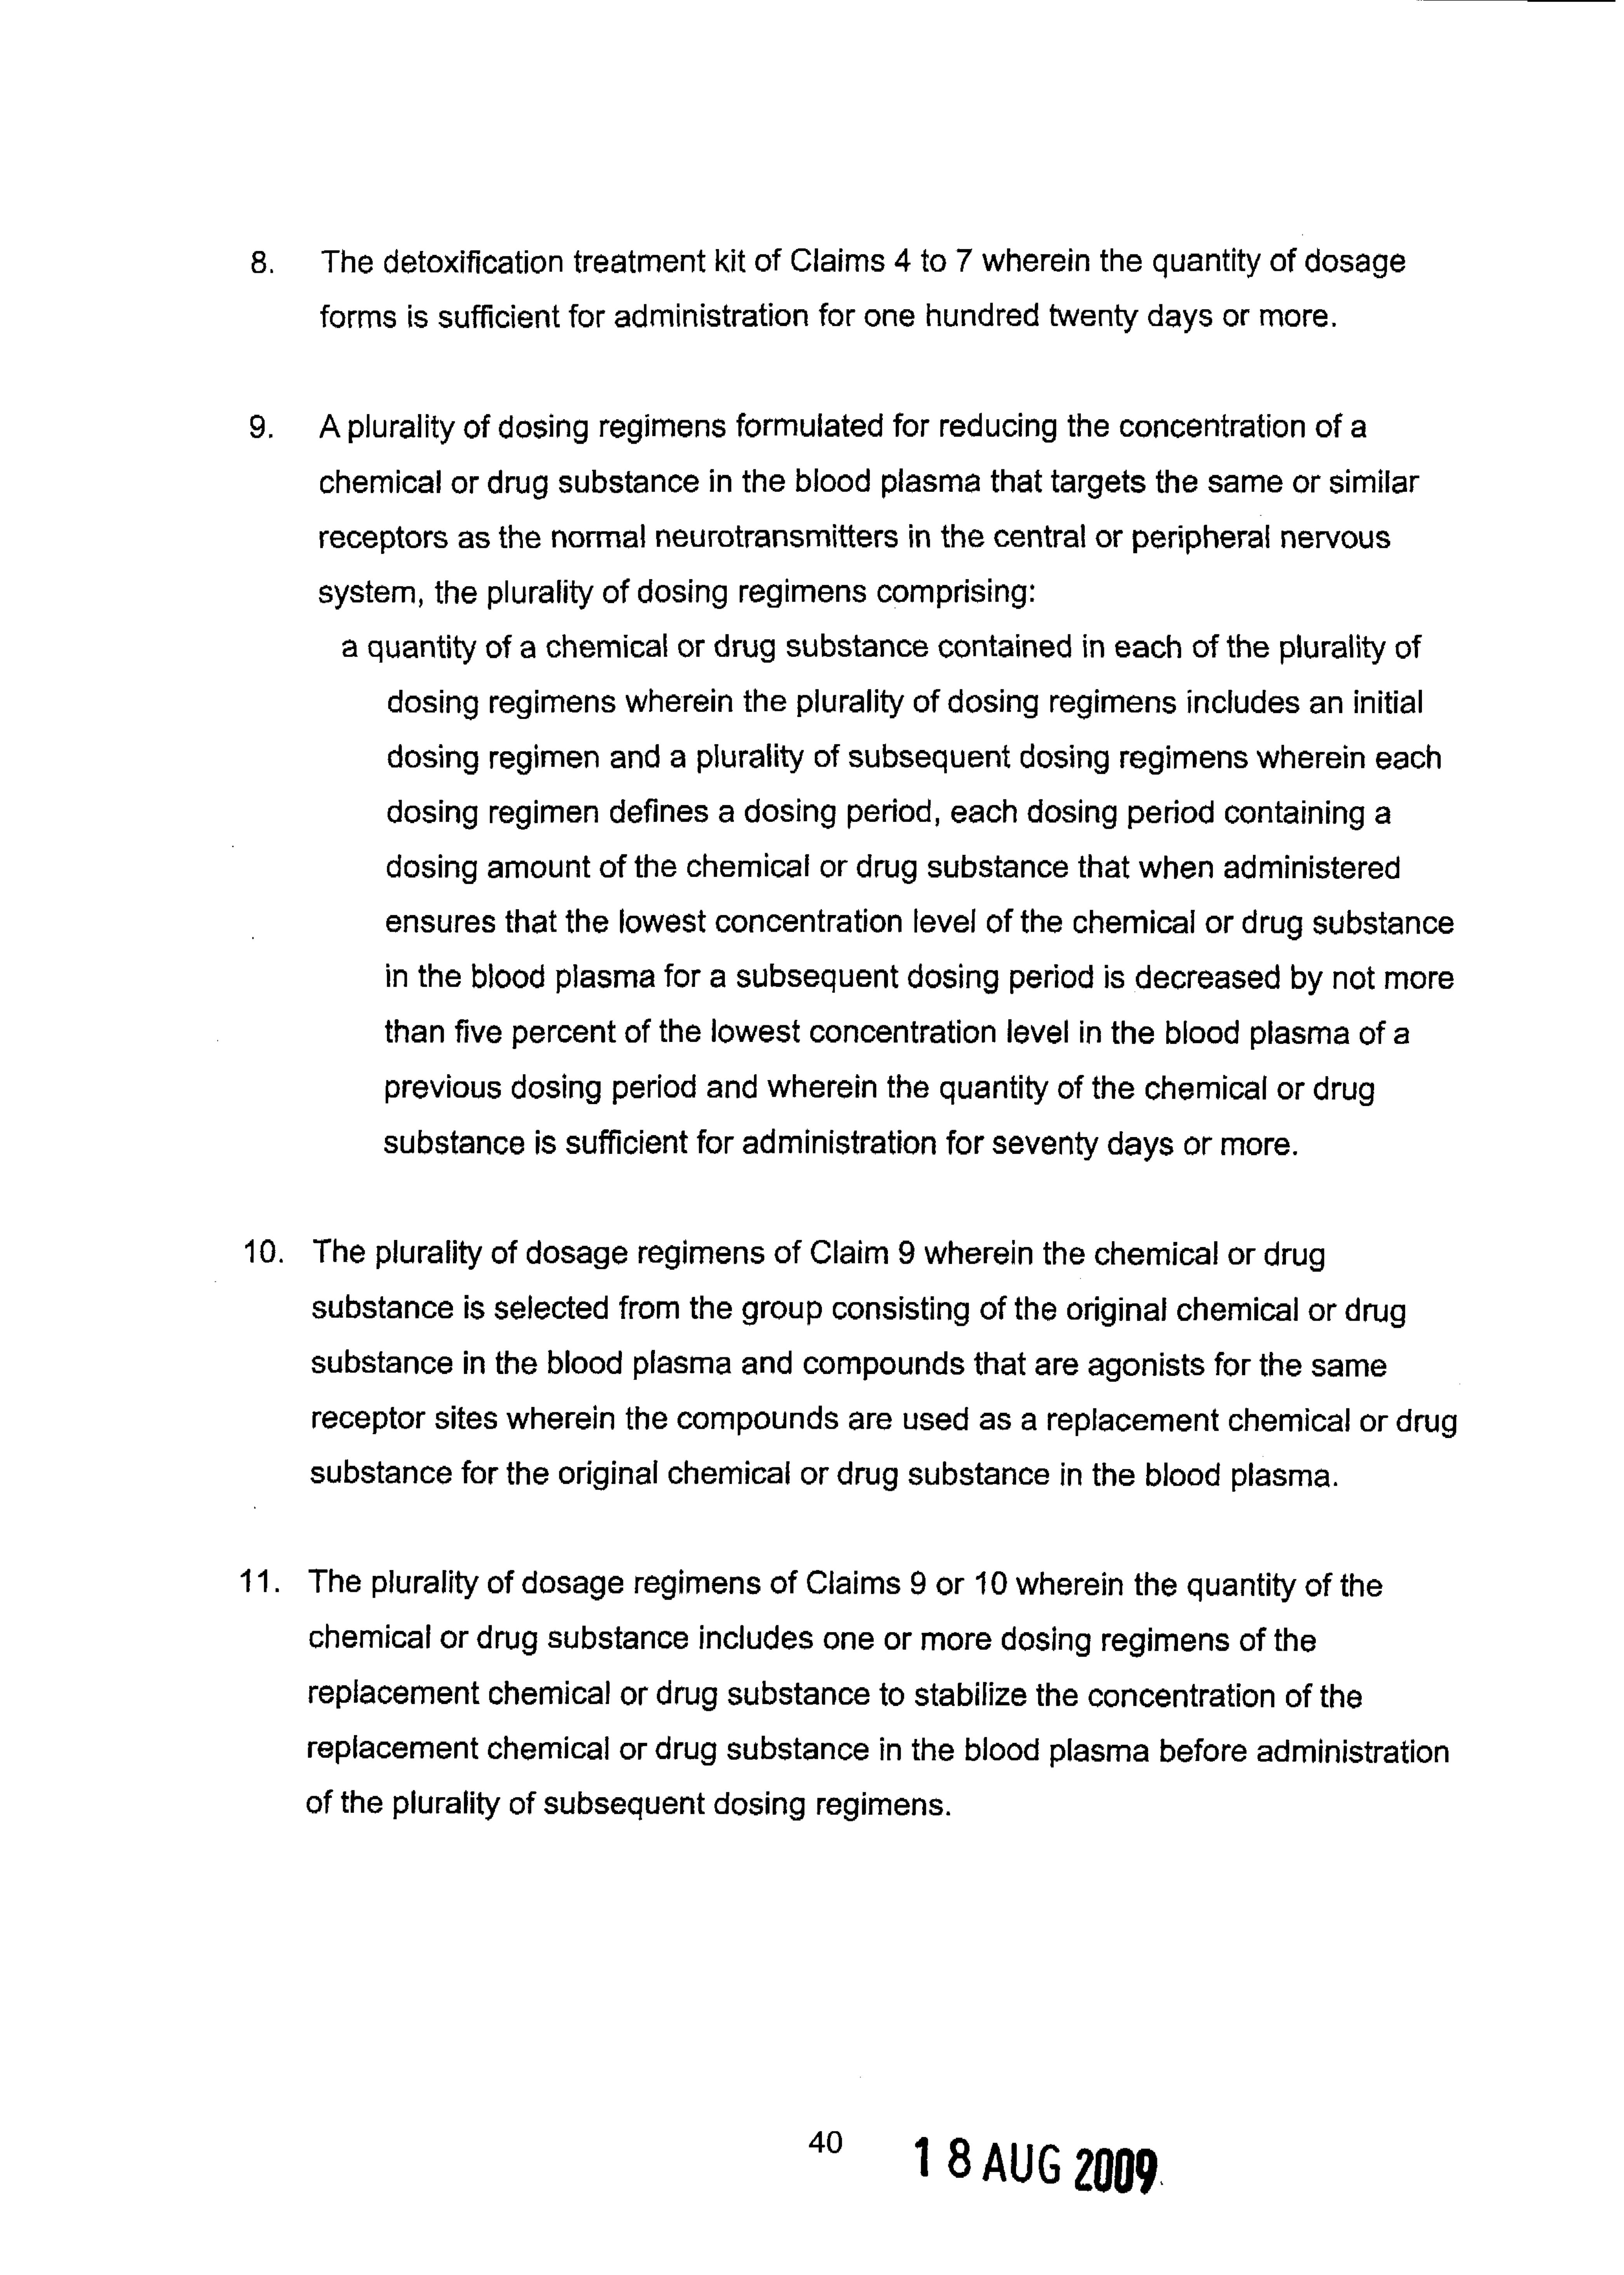 8. The detoxification treatment kit of Claims 4 to 7 wherein the quantity of dosage
forms is sufficient for administration for one hundred twenty days or more.
9. A plurality of dosing regimens formulated for reducing the concentration of a
chemical or drug substance in the blood plasma that targets the same or similar
receptors as the normal neurotransmitters in the central or peripheral nervous
system, the plurality of dosing regimens comprising:
a quantity of a chemical or drug substance contained in each of the plurality of
dosing regimens wherein the plurality of dosing regimens includes an initial
dosing regimen and a plurality of subsequent dosing regimens wherein each
dosing regimen defines a dosing period, each dosing period containing a
dosing amount of the chemical or drug substance that when administered
ensures that the lowest concentration level of the chemical or drug substance
in the blood plasma for a subsequent dosing period is decreased by not more
than five percent of the lowest concentration level in the blood plasma of a
previous dosing period and wherein the quantity of the chemical or drug
substance is sufficient for administration for seventy days or more.
10. The plurality of dosage regimens of Claim 9 wherein the chemical or drug
substance is selected from the group consisting of the original chemical or drug
substance in the blood plasma and compounds that are agonists for the same
receptor sites wherein the compounds are used as a replacement chemical or drug
substance for the original chemical or drug substance in the blood plasma.
11. The plurality of dosage regimens of Claims 9 or 10 wherein the quantity of the
chemical or drug substance includes one or more dosing regimens of the
replacement chemical or drug substance to stabilize the concentration of the
replacement chemical or drug substance in the blood plasma before administration
of the plurality of subsequent dosing regimens.
40
18 AUG 2009